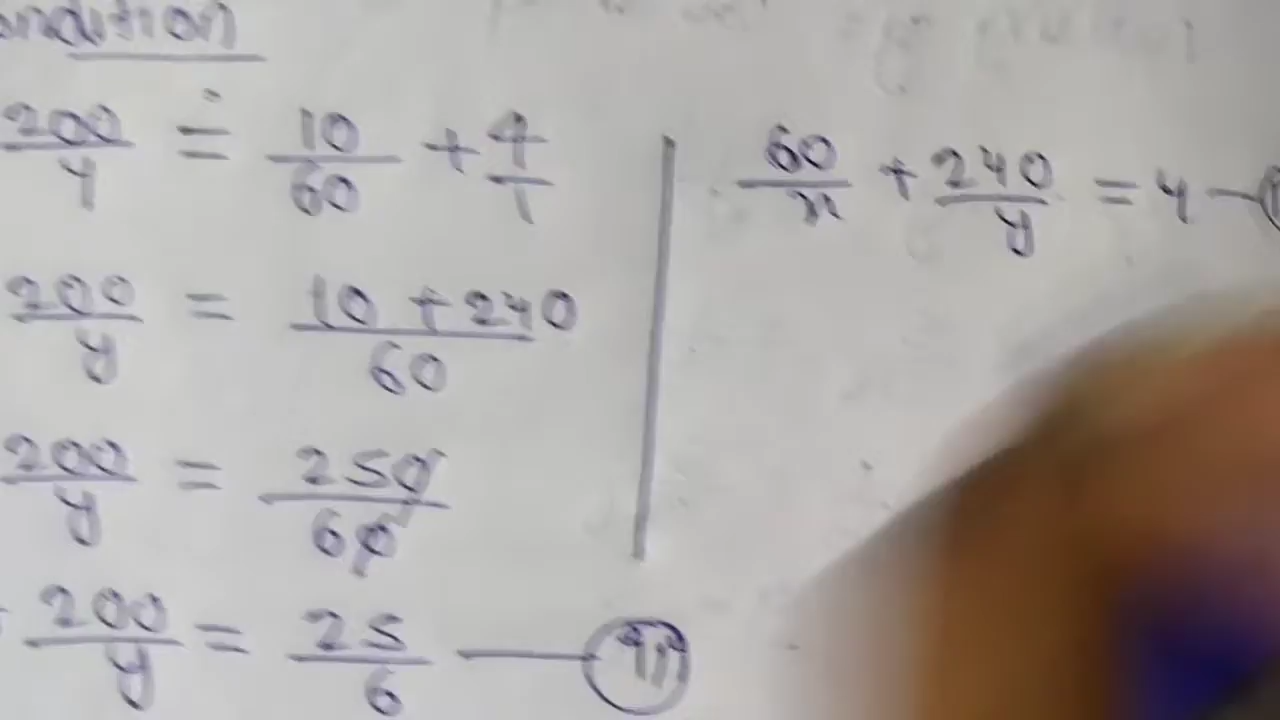 ondition
200/y = 10/60 + 4/1
200/y = 10 + 240/60
200/y = 250/60
200/y = 25/6
60/x + 240/y = 4